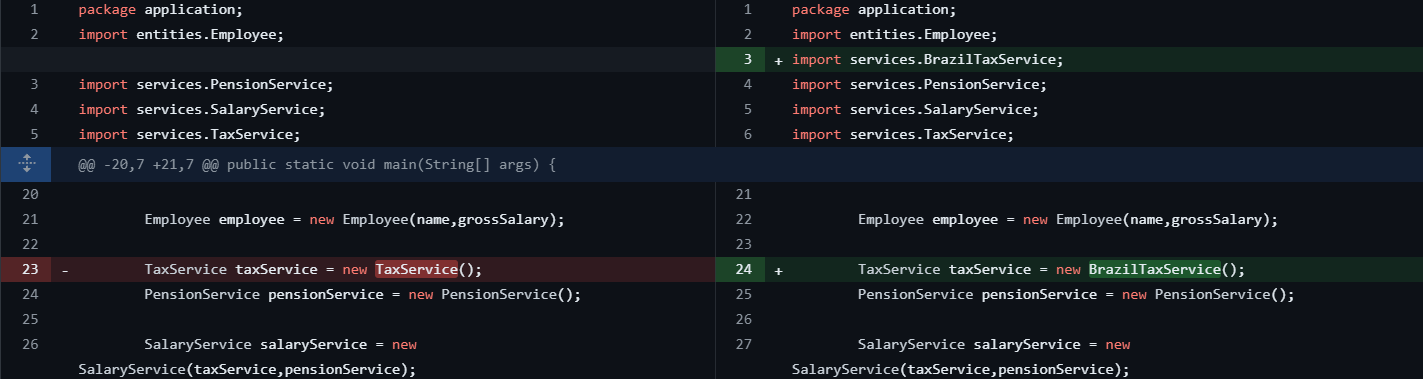 1 package application;
2 import entities.Employee;
3 import services.PensionService;
4 import services.SalaryService;
5 import services.TaxService;
@@ -20,7 +21,7 @@ public static void main(String[] args) {
20
21 Employee employee = new Employee(name,grossSalary);
22
23 - TaxService taxService = new TaxService();
24 PensionService pensionService = new PensionService();
25
26 SalaryService salaryService = new
SalaryService(taxService,pensionService);
1 package application;
2 import entities.Employee;
3 + import services.BrazilTaxService;
4 import services.PensionService;
5 import services.SalaryService;
6 import services.TaxService;
21
22 Employee employee = new Employee(name,grossSalary);
23
24 + TaxService taxService = new BrazilTaxService();
25 PensionService pensionService = new PensionService();
26
27 SalaryService salaryService = new
SalaryService(taxService,pensionService);